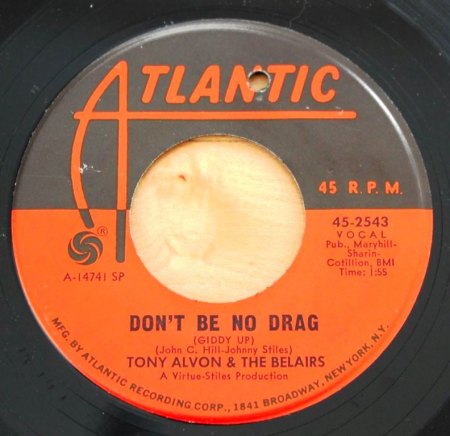 ATLANTIC
45 R.P.M.
®
A-14741 SP
45-2543
VOCAL
Pub., Maryhill-
Sharin-
Cotillion, BMI
Time: 1:55
DON'T BE NO DRAG
(GIDDY UP)
(John C. Hill-Johnny Stiles)
TONY ALVON & THE BELAIRS
A Virtue-Stiles Production
MFG. BY ATLANTIC RECORDING CORP., 1841 BROADWAY, NEW YORK, N.Y.